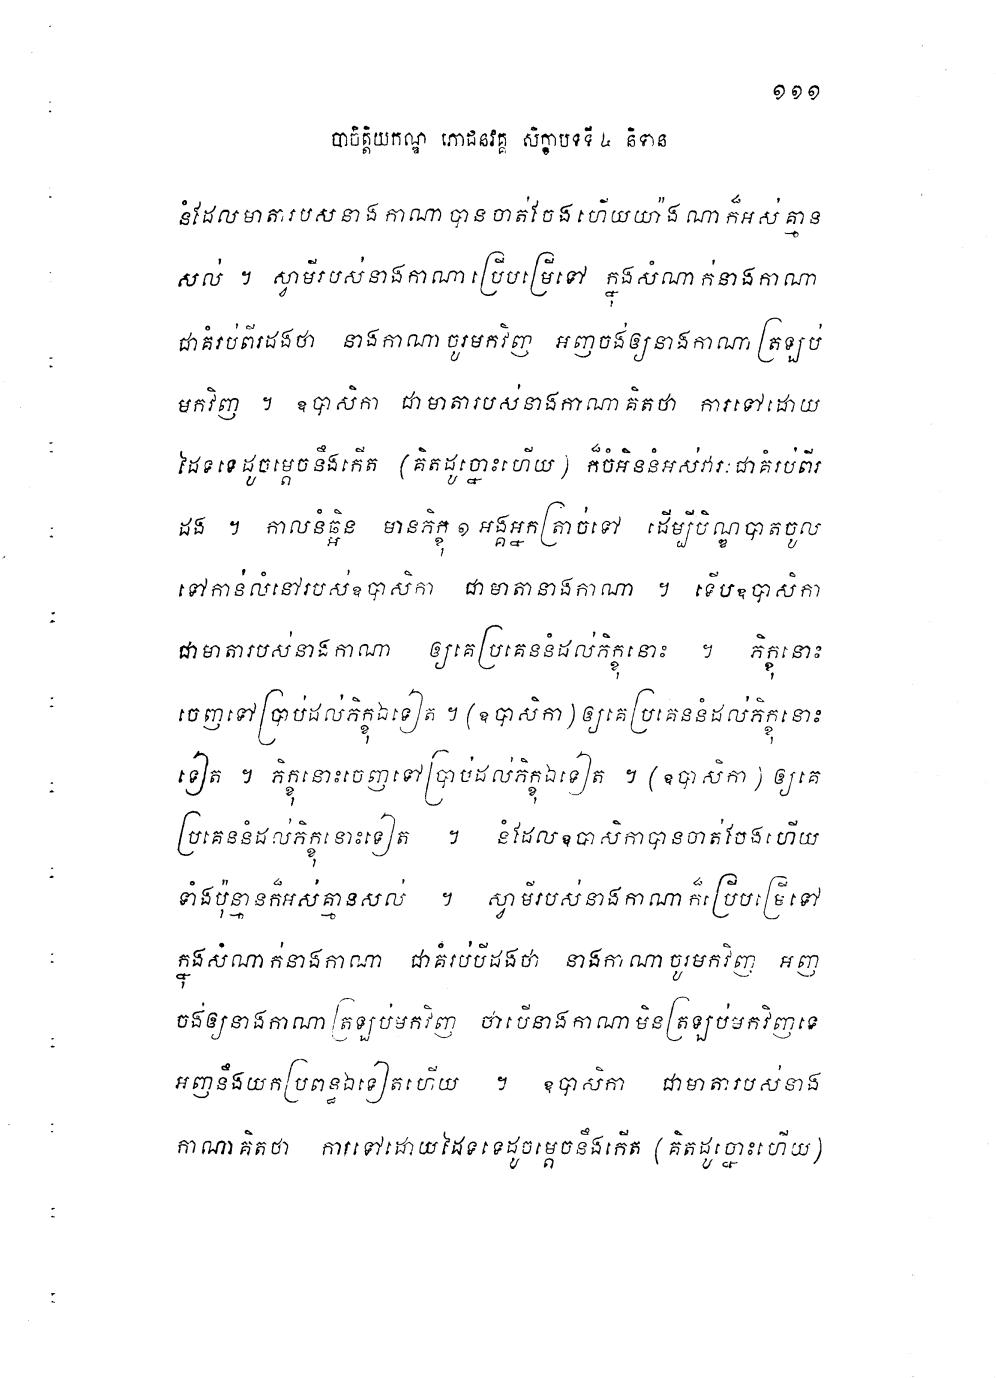 ១១១
បាចិត្តិយកណ្ឌ ភោជនវគ្គ សិក្ខាបទទី ៤ និទាន
នំដែលមាតារបសនាងកាណាបានចាត់ចែងហើយយ៉ាងណាក៏អស់គ្មាន
សល់ ។ ស្វាមីរបស់នាងកាណាប្រើបម្រើទៅ ក្នុងសំណាក់នាងកាណា
ជាគំរប់ពីរដងថា នាងកាណាចូរមកវិញ អញចង់ឲ្យនាងកាណាត្រឡប់
មកវិញ ។ ឧបាសិកា ជាមាតារបស់នាងកាណាគិតថា ការទៅដោយ
ដៃទទេដូចម្តេចនឹងកើត (គិតដូច្នោះហើយ) ក៏ចំអិននំអស់វារៈជាគំរប់ពីរ
ដង ។ កាលនំឆ្អិន មានភិក្ខុ ១ អង្គអ្នកត្រាច់ទៅ ដើម្បីបិណ្ឌបាតចូល
ទៅកាន់លំនៅរបស់ឧបាសិកា ជាមាតានាងកាណា ។ ទើបឧបាសិកា
ជាមាតារបស់នាងកាណា ឲ្យគេប្រគេននំដល់ភិក្ខុនោះ ។ ភិក្ខុនោះ
ចេញទៅប្រាប់ដល់ភិក្ខុឯទៀត ។ (ឧបាសិកា) ឲ្យគេប្រគេននំដល់ភិក្ខុនោះ
ទៀត ។ ភិក្ខុនោះចេញទៅប្រាប់ដល់ភិក្ខុឯទៀត ។ (ឧបាសិកា) ឲ្យគេ
ប្រគេននំដល់ភិក្ខុនោះទៀត ។ នំដែលឧបាសិកាបានចាត់ចែងហើយ
ទាំងប៉ុន្មានក៏អស់គ្មានសល់ ។ ស្វាមីរបស់នាងកាណាក៏ប្រើបម្រើទៅ
ក្នុងសំណាក់នាងកាណា ជាគំរប់បីដងថា នាងកាណាចូរមកវិញ អញ
ចង់ឲ្យនាងកាណាត្រឡប់មកវិញ ថាបើនាងកាណាមិនត្រឡប់មកវិញទេ
អញនឹងយកប្រពន្ធឯទៀតហើយ ។ ឧបាសិកា ជាមាតារបស់នាង
កាណាគិតថា ការទៅដោយដៃទទេដូចម្តេចនឹងកើត (គិតដូច្នោះហើយ)